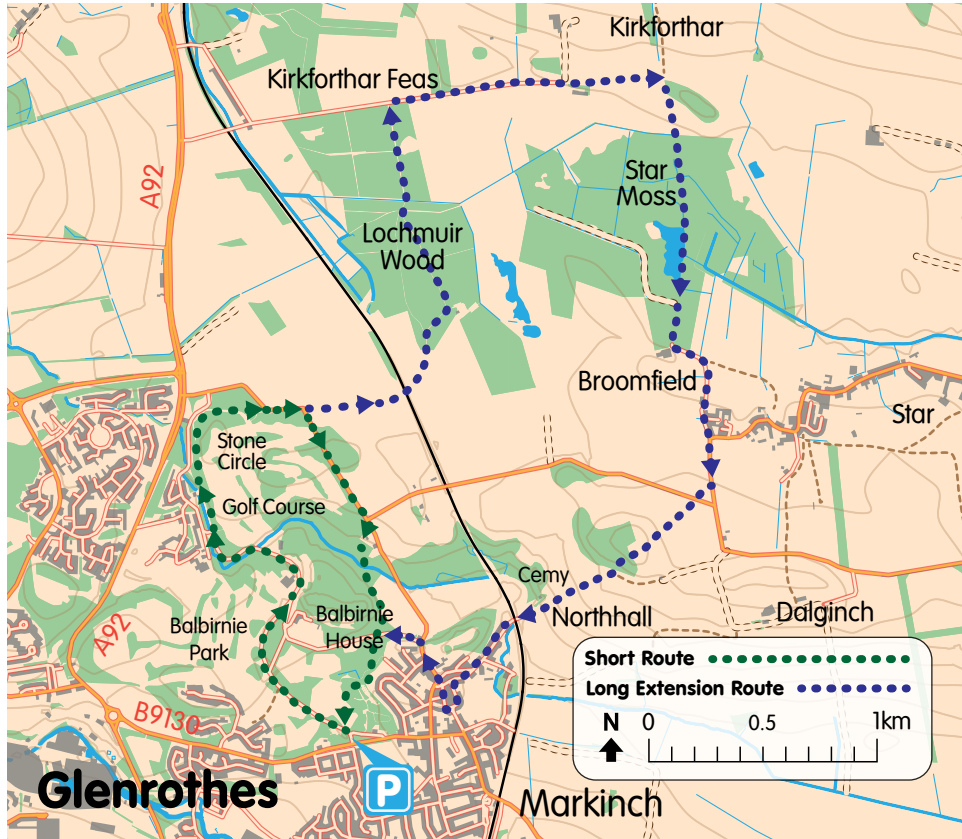 Kirkforthar
Kirkforthar Feas
A92
Star
Moss
Lochmuir
Wood
Broomfield
Star
Stone
Circle
Golf Course
Cemy
Northhall
Dalginch
Balbirnie
House
Balbirnie
Park
A92
B9130
Short Route
Long Extension Route
N 0 0.5 1km
Glenrothes
P
Markinch